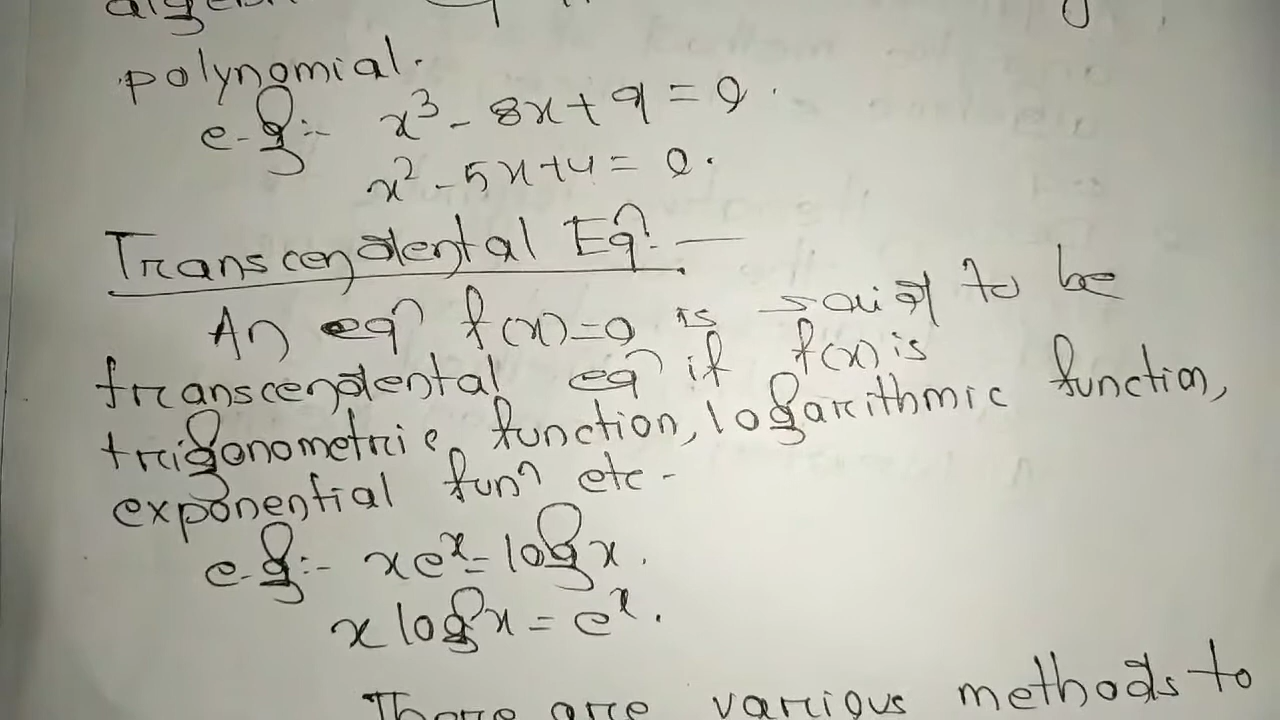 polynomial.
e.g:- x³ - 8x + 9 = 0.
x² - 5x + 4 = 0.
Transcendental Eqⁿ. —
An eqⁿ f(x)=0 is said to be
transcendental eqⁿ if f(x) is
trigonometric function, logarithmic function,
exponential funⁿ etc -
e.g:- xeˣ = log x.
x log x = eˣ.
There are various methods to